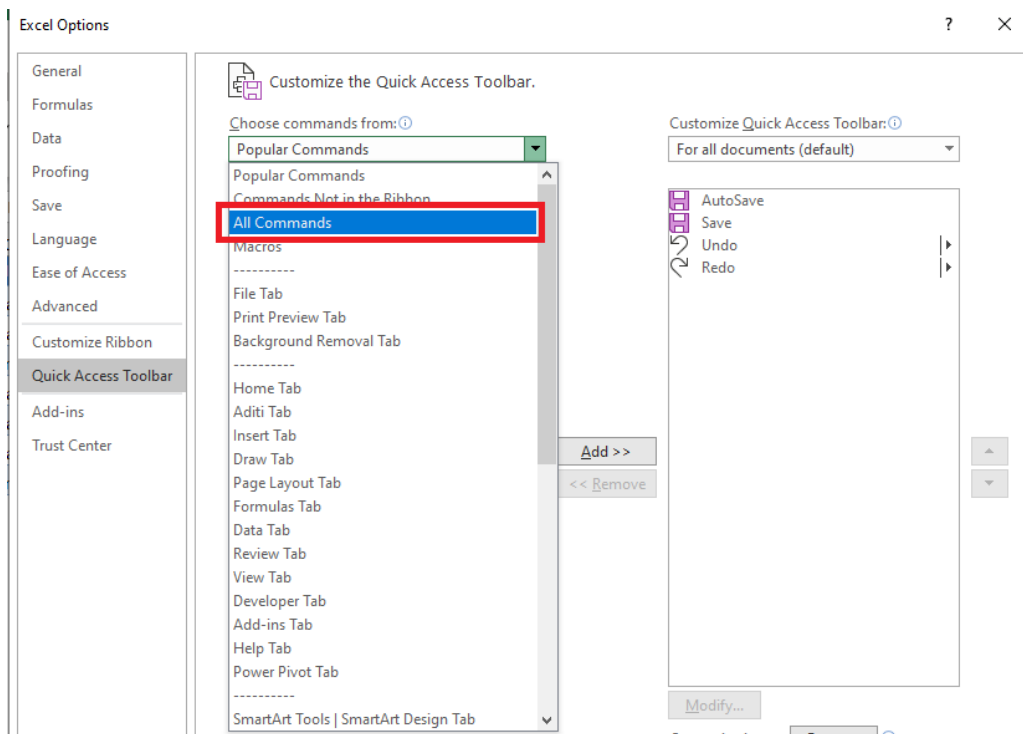 Excel Options
?
General
Formulas
Data
Proofing
Save
Language
Ease of Access
Advanced
Customize Ribbon
Quick Access Toolbar
Add-ins
Trust Center
Customize the Quick Access Toolbar.
Choose commands from:
Popular Commands
Popular Commands
Commands Not in the Ribbon
All Commands
Macros
----------
File Tab
Print Preview Tab
Background Removal Tab
----------
Home Tab
Aditi Tab
Insert Tab
Draw Tab
Page Layout Tab
Formulas Tab
Data Tab
Review Tab
View Tab
Developer Tab
Add-ins Tab
Help Tab
Power Pivot Tab
----------
SmartArt Tools | SmartArt Design Tab
Add >>
<< Remove
Customize Quick Access Toolbar:
For all documents (default)
AutoSave
Save
Undo
Redo
Modify...